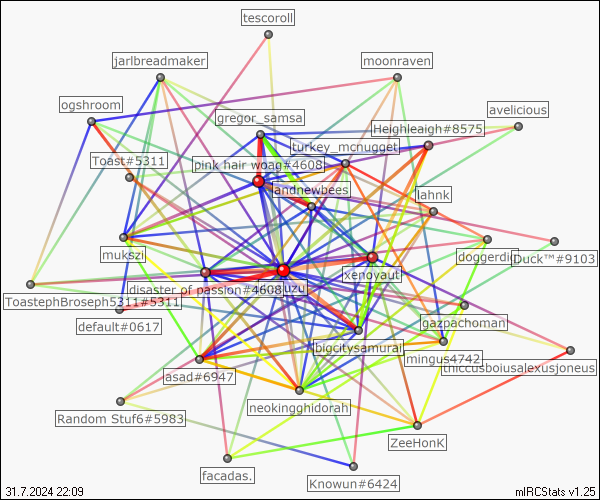 tescoroll
jarlbreadmaker
moonraven
ogshroom
avelicious
gregor_samsa
Heighleaigh#8575
turkey_mcnugget
Toast#5311
pink hair woag#4608
andnewbees
lahnk
mukszi
doggerdi
Duck™#9103
xenoyaut
disaster of passion#4608
uzu
ToastephBroseph5311#5311
gazpachoman
default#0617
bigcitysamurai
mingus4742
thiccusboiusalexusjoneus
asad#6947
neokingghidorah
Random Stuf6#5983
ZeeHonK
facadas.
Knowun#6424
31.7.2024 22:09
mIRCStats v1.25